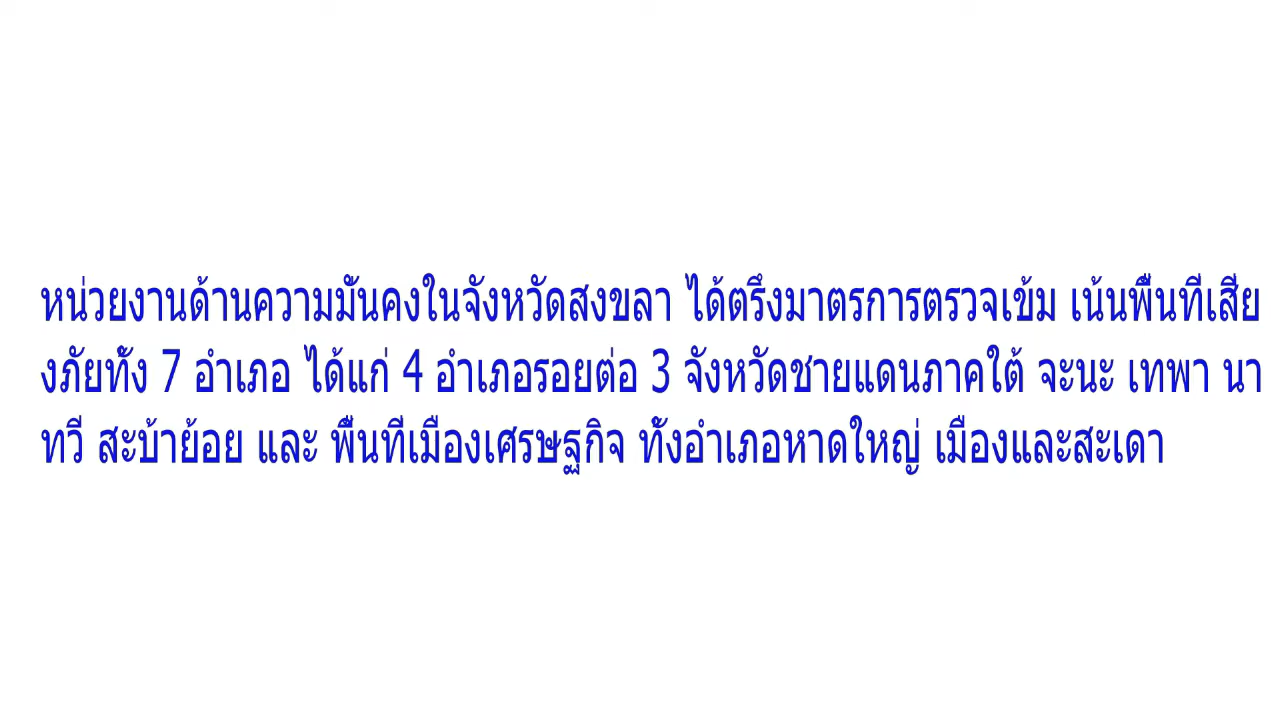 หน่วยงานด้านความมั่นคงในจังหวัดสงขลา ได้ตรึงมาตรการตรวจเข้ม เน้นพื้นที่เสี่ย
งภัยทั้ง 7 อำเภอ ได้แก่ 4 อำเภอรอยต่อ 3 จังหวัดชายแดนภาคใต้ จะนะ เทพา นา
ทวี สะบ้าย้อย และ พื้นที่เมืองเศรษฐกิจ ทั้งอำเภอหาดใหญ่ เมืองและสะเดา